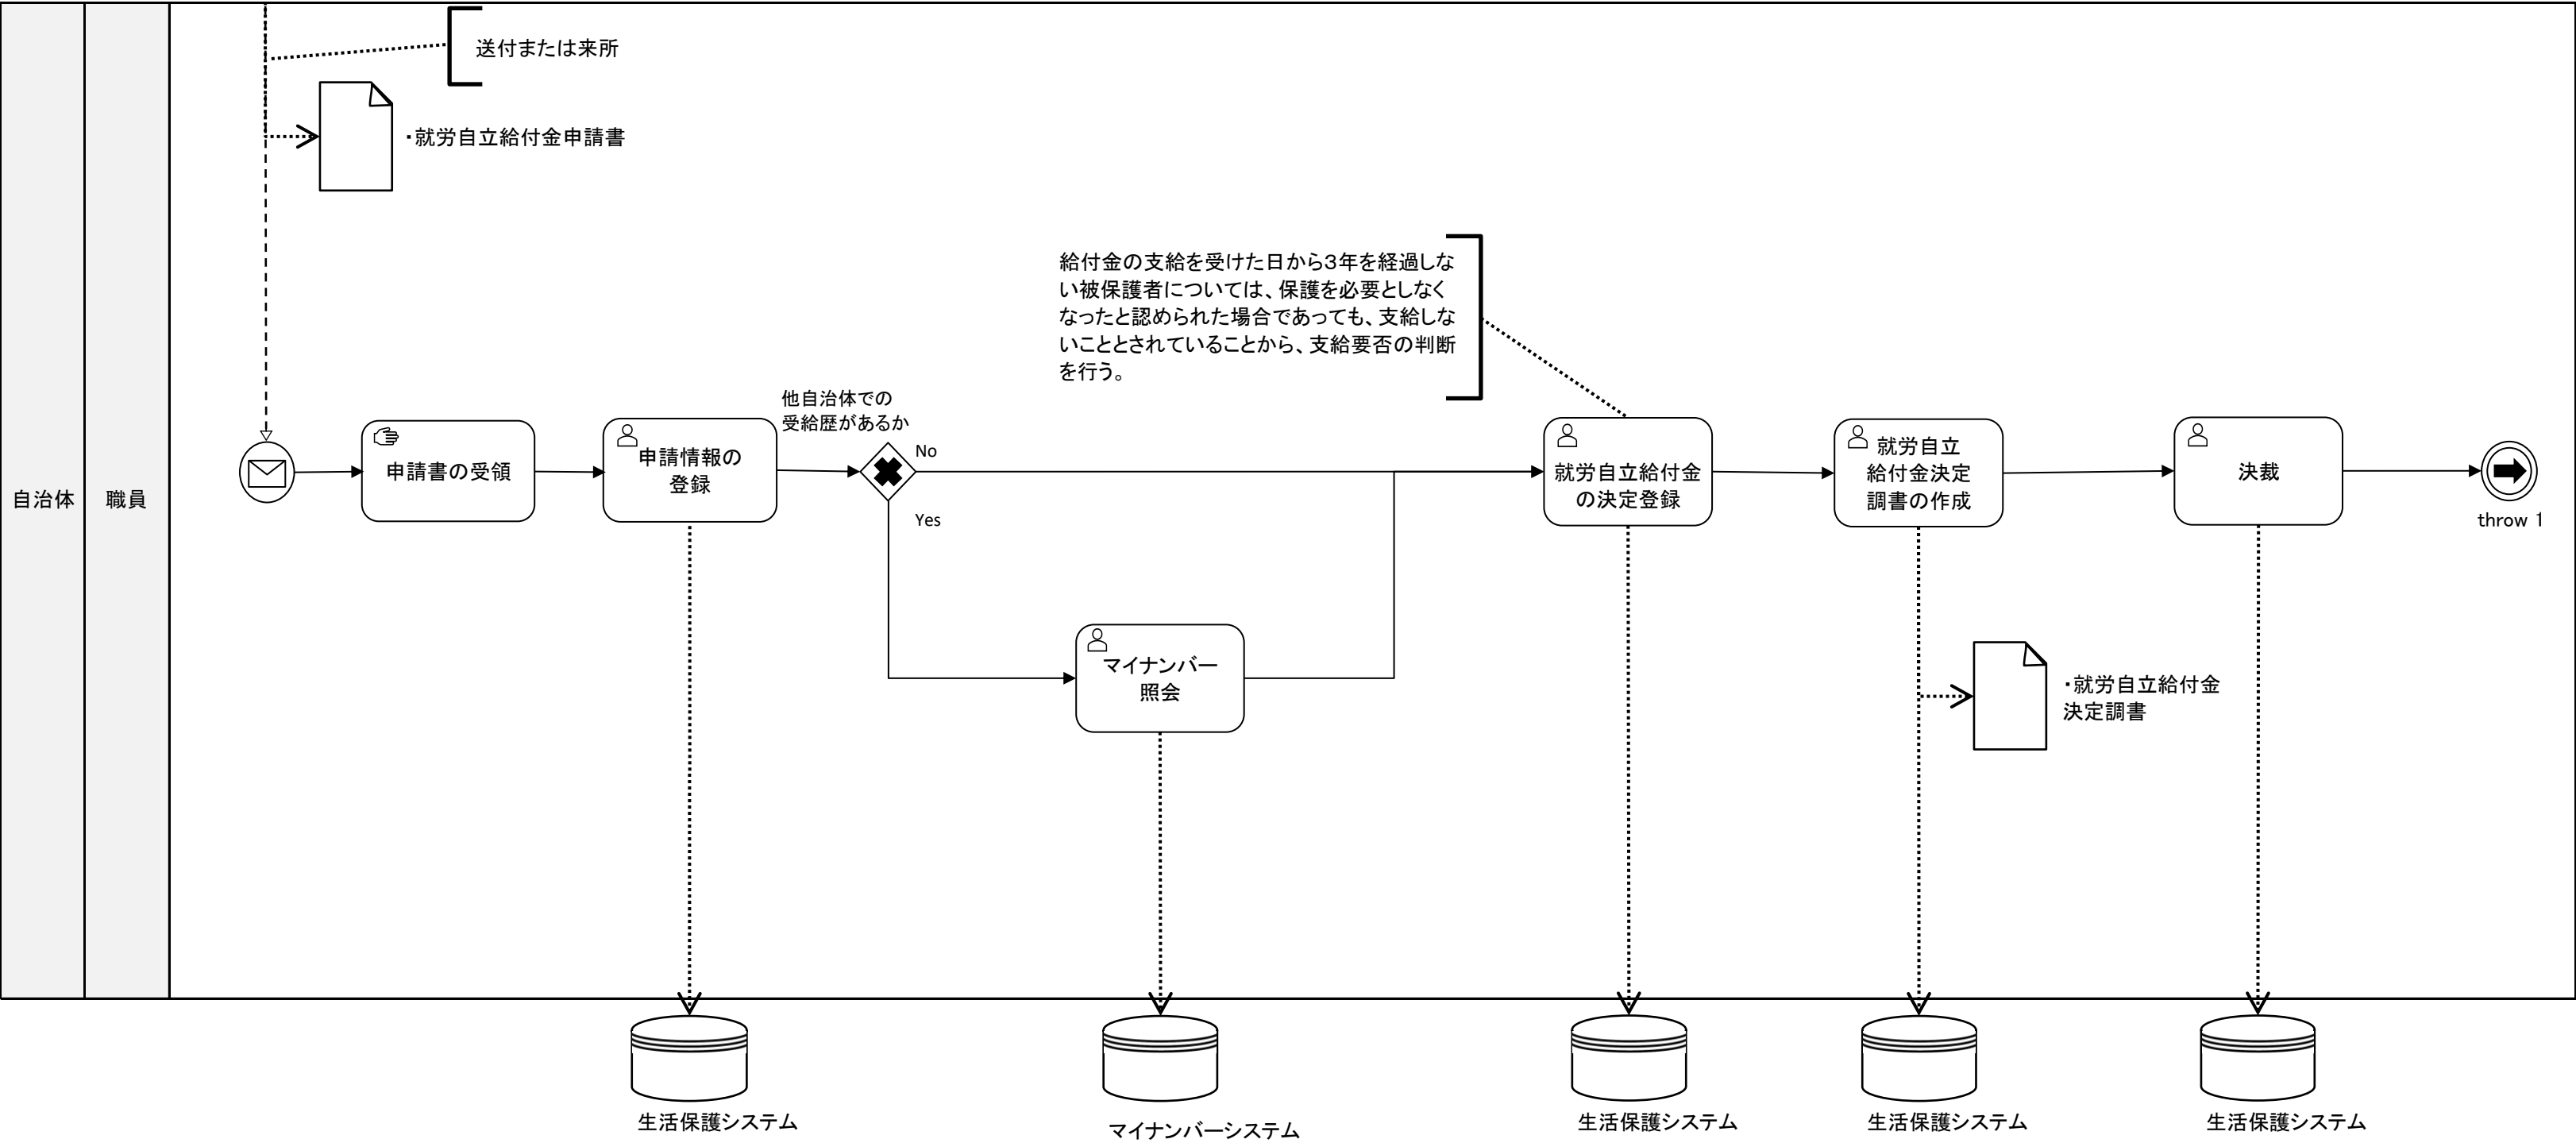 送付または来所
・就労自立給付金申請書
給付金の支給を受けた日から３年を経過しな
い被保護者については、保護を必要としなく
なったと認められた場合であっても、支給しな
いこととされていることから、支給要否の判断
を行う。
自治体
職員
申請書の受領
申請情報の
登録
他自治体での
受給歴があるか
No
Yes
マイナンバー
照会
就労自立給付金
の決定登録
就労自立
給付金決定
調書の作成
決裁
throw 1
・就労自立給付金
決定調書
生活保護システム
マイナンバーシステム
生活保護システム
生活保護システム
生活保護システム